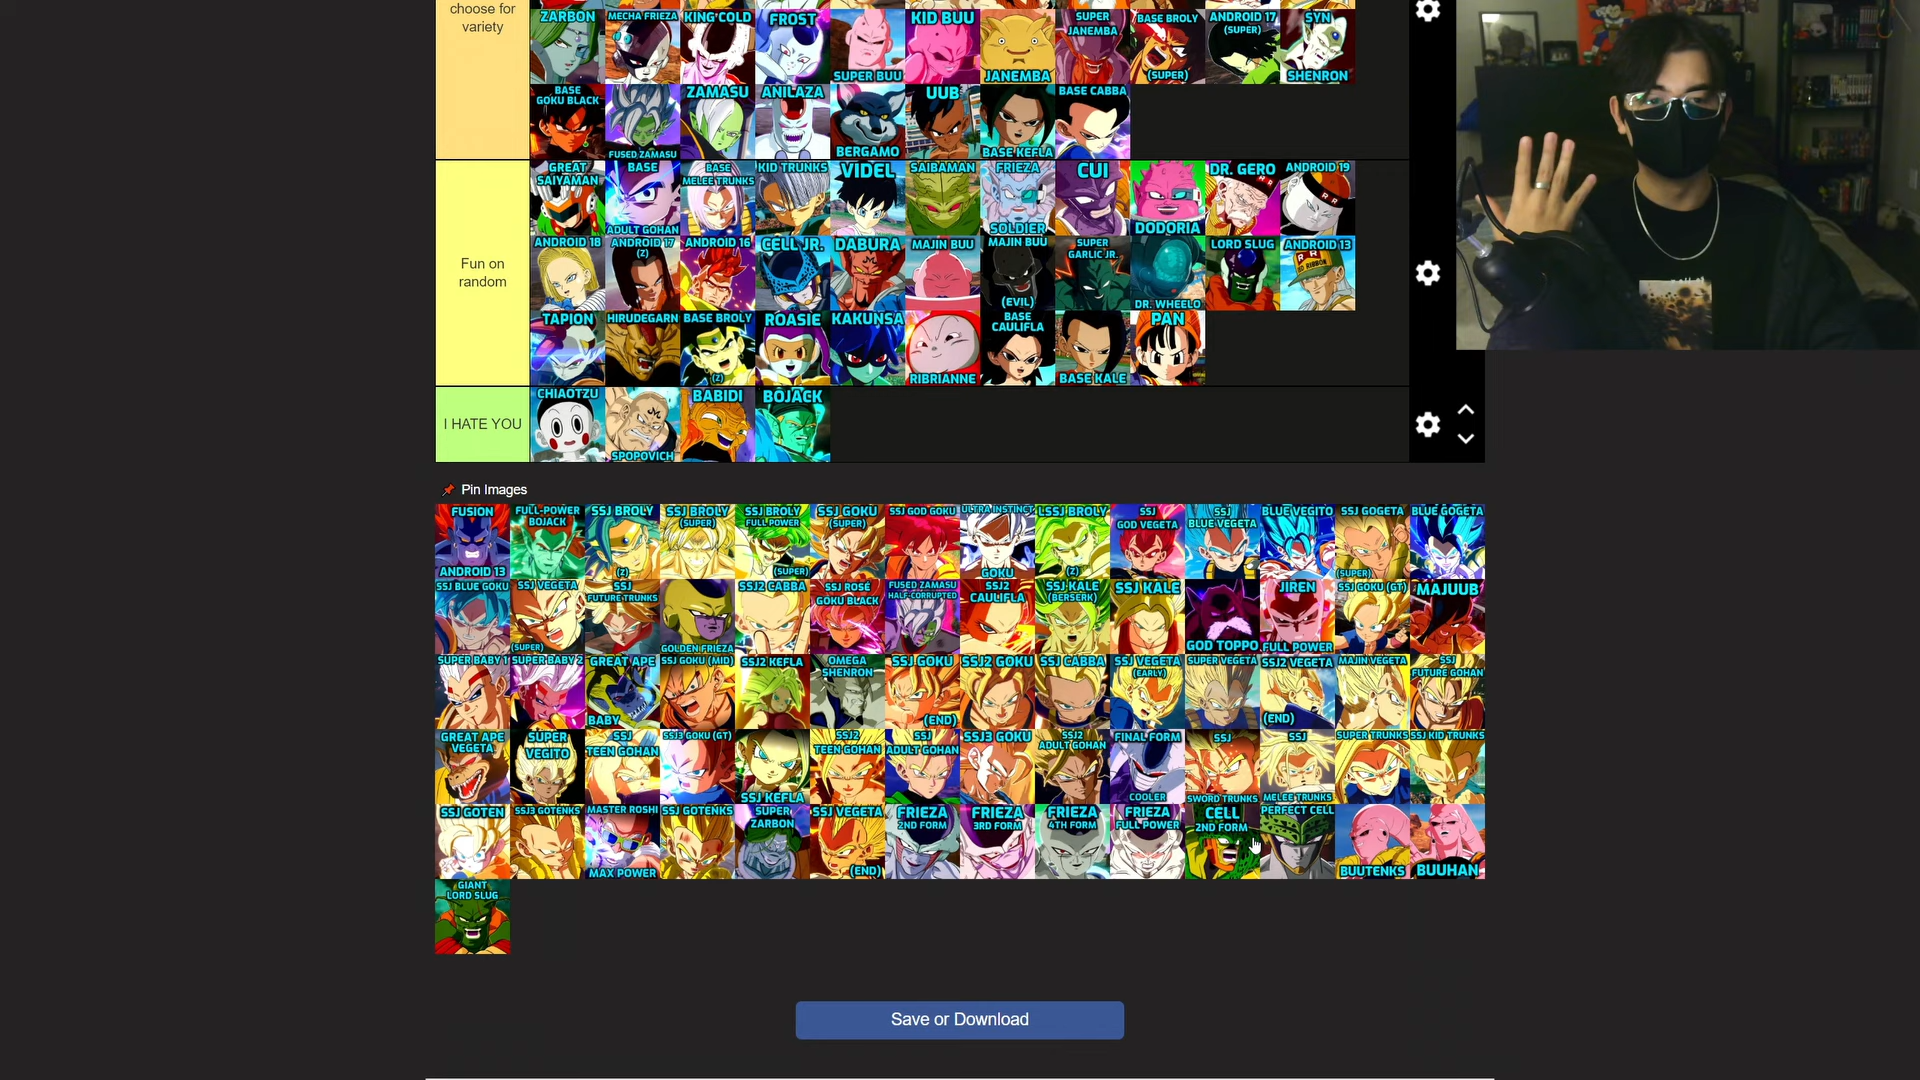 choose for
variety
ZARBON
MECHA FRIEZA
KING COLD
FROST
SUPER BUU
KID BUU
JANEMBA
SUPER
JANEMBA
BASE BROLY
(SUPER)
ANDROID 17
(SUPER)
SYN
SHENRON
BASE
GOKU BLACK
FUSED ZAMASU
ZAMASU
ANILAZA
BERGAMO
UUB
BASE KEFLA
BASE CABBA
Fun on
random
GREAT
SAIYAMAN
BASE
ADULT GOHAN
BASE
MELEE TRUNKS
KID TRUNKS
VIDEL
SAIBAMAN
FRIEZA
SOLDIER
CUI
DODORIA
DR. GERO
ANDROID 19
ANDROID 18
ANDROID 17
(Z)
ANDROID 16
CELL JR.
DABURA
MAJIN BUU
MAJIN BUU
(EVIL)
SUPER
GARLIC JR.
DR. WHEELO
LORD SLUG
ANDROID 13
TAPION
HIRUDEGARN
BASE BROLY
(Z)
ROASIE
KAKUNSA
RIBRIANNE
BASE
CAULIFLA
BASE KALE
PAN
I HATE YOU
CHIAOTZU
SPOPOVICH
BABIDI
BOJACK
Pin Images
FUSION
ANDROID 13
FULL-POWER
BOJACK
SSJ BROLY
(Z)
SSJ BROLY
(SUPER)
SSJ BROLY
FULL POWER
(SUPER)
SSJ GOKU
(SUPER)
SSJ GOD GOKU
ULTRA INSTINCT
GOKU
LSSJ BROLY
(Z)
SSJ
GOD VEGETA
SSJ
BLUE VEGETA
BLUE VEGITO
SSJ GOGETA
(SUPER)
BLUE GOGETA
SSJ BLUE GOKU
SSJ VEGETA
(SUPER)
SSJ
FUTURE TRUNKS
GOLDEN FRIEZA
SSJ2 CABBA
SSJ ROSÉ
GOKU BLACK
FUSED ZAMASU
HALF-CORRUPTED
SSJ2
CAULIFLA
SSJ KALE
(BERSERK)
SSJ KALE
GOD TOPPO
JIREN
FULL POWER
SSJ GOKU (GT)
MAJUUB
SUPER BABY 1
SUPER BABY 2
GREAT APE
BABY
SSJ GOKU (MID)
SSJ2 KEFLA
OMEGA
SHENRON
SSJ GOKU
(END)
SSJ2 GOKU
SSJ CABBA
SSJ VEGETA
(EARLY)
SUPER VEGETA
SSJ2 VEGETA
(END)
MAJIN VEGETA
SSJ
FUTURE GOHAN
GREAT APE
VEGETA
SUPER
VEGITO
SSJ
TEEN GOHAN
SSJ3 GOKU (GT)
SSJ KEFLA
SSJ2
TEEN GOHAN
SSJ
ADULT GOHAN
SSJ3 GOKU
SSJ2
ADULT GOHAN
FINAL FORM
COOLER
SSJ
SWORD TRUNKS
SSJ
MELEE TRUNKS
SUPER TRUNKS
SSJ KID TRUNKS
SSJ GOTEN
SSJ3 GOTENKS
MASTER ROSHI
MAX POWER
SSJ GOTENKS
SUPER
ZARBON
SSJ VEGETA
(END)
FRIEZA
2ND FORM
FRIEZA
3RD FORM
FRIEZA
4TH FORM
FRIEZA
FULL POWER
CELL
2ND FORM
PERFECT CELL
BUUTENKS
BUUHAN
GIANT
LORD SLUG
Save or Download